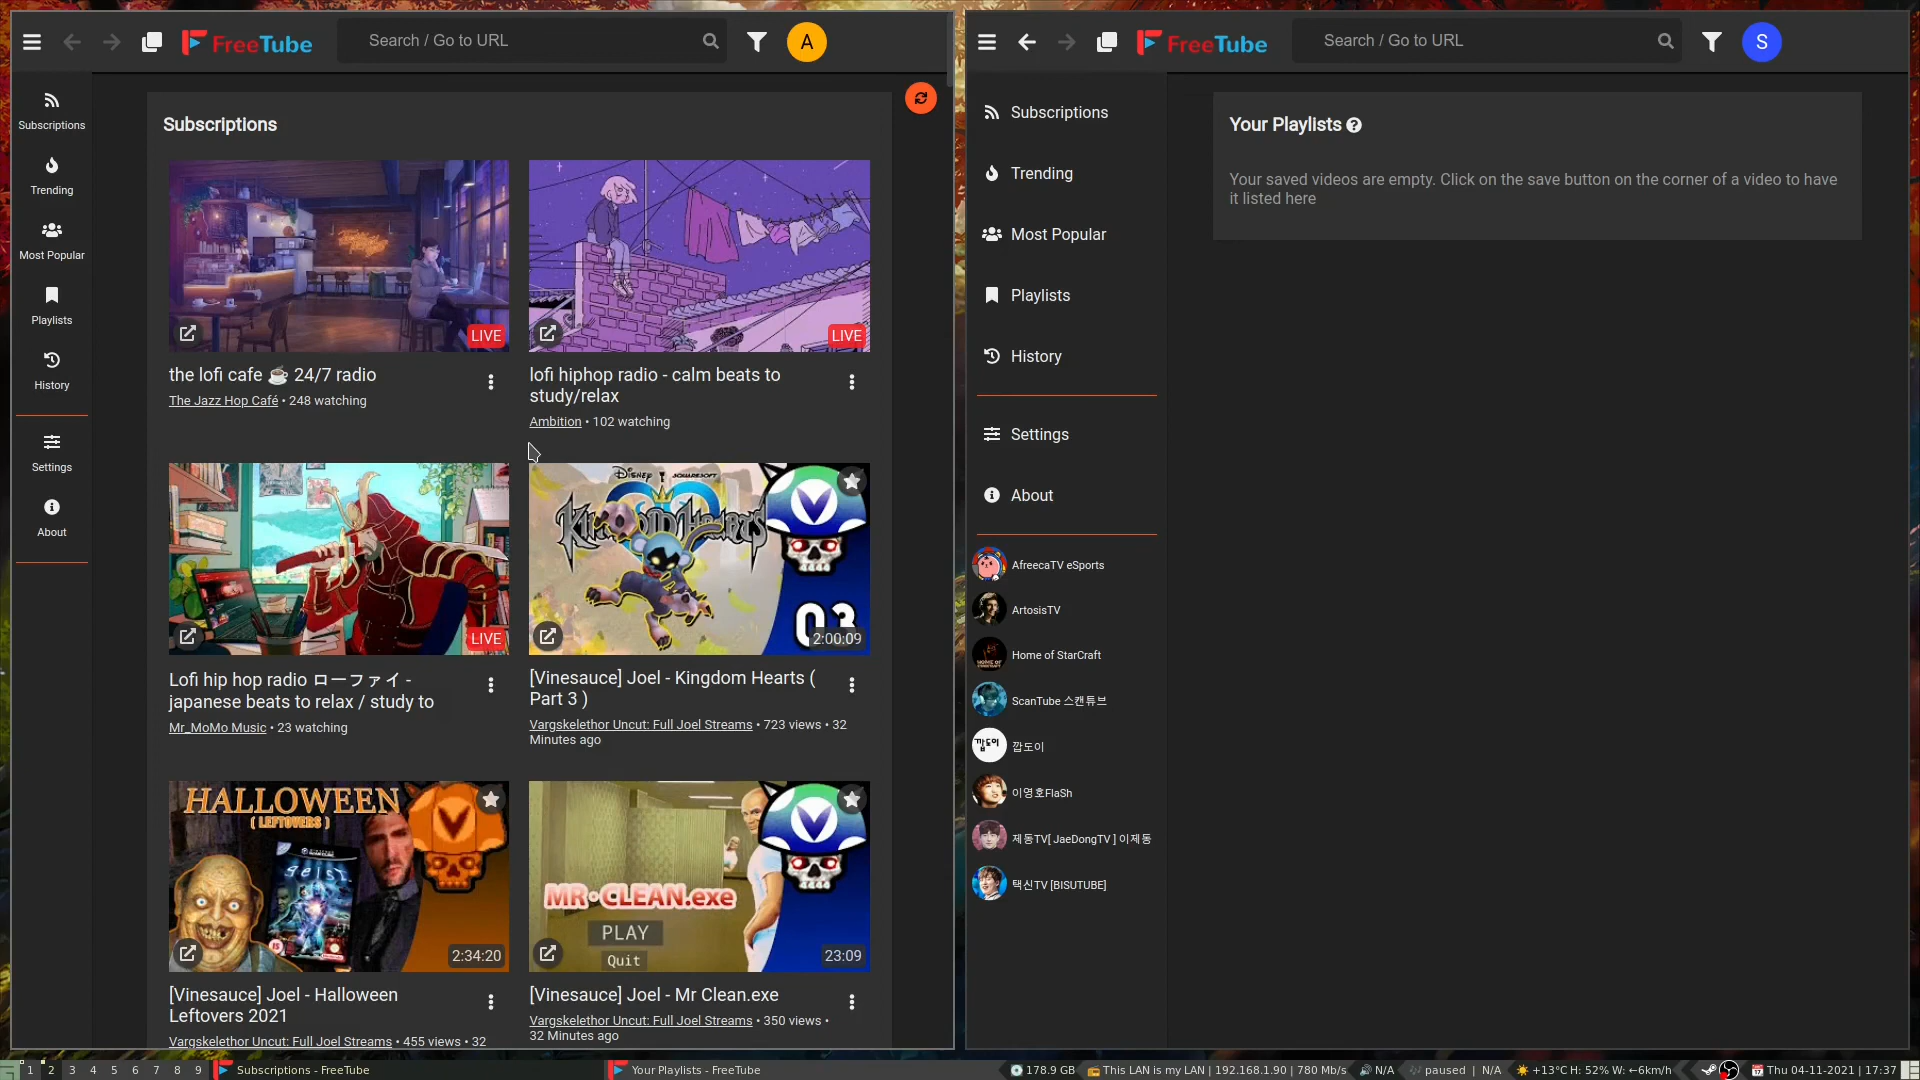 FreeTube
Search / Go to URL
A
Subscriptions
Trending
Most Popular
Playlists
History
Settings
About
Subscriptions
LIVE
the lofi cafe ☕ 24/7 radio
The Jazz Hop Café • 248 watching
LIVE
lofi hiphop radio - calm beats to
study/relax
Ambition • 102 watching
LIVE
Lofi hip hop radio ローファイ -
japanese beats to relax / study to
Mr_MoMo Music • 23 watching
Disney SQUARESOFT
KINGDOM HEARTS
03
2:00:09
[Vinesauce] Joel - Kingdom Hearts (
Part 3 )
Vargskelethor Uncut: Full Joel Streams • 723 views • 32
Minutes ago
HALLOWEEN
( LEFTOVERS )
geist
2:34:20
[Vinesauce] Joel - Halloween
Leftovers 2021
Vargskelethor Uncut: Full Joel Streams • 455 views • 32
MR•CLEAN.exe
PLAY
Quit
23:09
[Vinesauce] Joel - Mr Clean.exe
Vargskelethor Uncut: Full Joel Streams • 350 views •
32 Minutes ago
FreeTube
Search / Go to URL
S
Subscriptions
Trending
Most Popular
Playlists
History
Settings
About
AfreecaTV eSports
ArtosisTV
Home of StarCraft
ScanTube 스캔튜브
깝도이
깝도이
이영호FlaSh
제동TV[ JaeDongTV ] 이제동
택신TV [BISUTUBE]
Your Playlists
Your saved videos are empty. Click on the save button on the corner of a video to have
it listed here
1 2 3 4 5 6 7 8 9 Subscriptions - FreeTube Your Playlists - FreeTube 178.9 GB This LAN is my LAN | 192.168.1.90 | 780 Mb/s N/A paused | N/A +13°C H: 52% W: ←6km/h Thu 04-11-2021 | 17:37